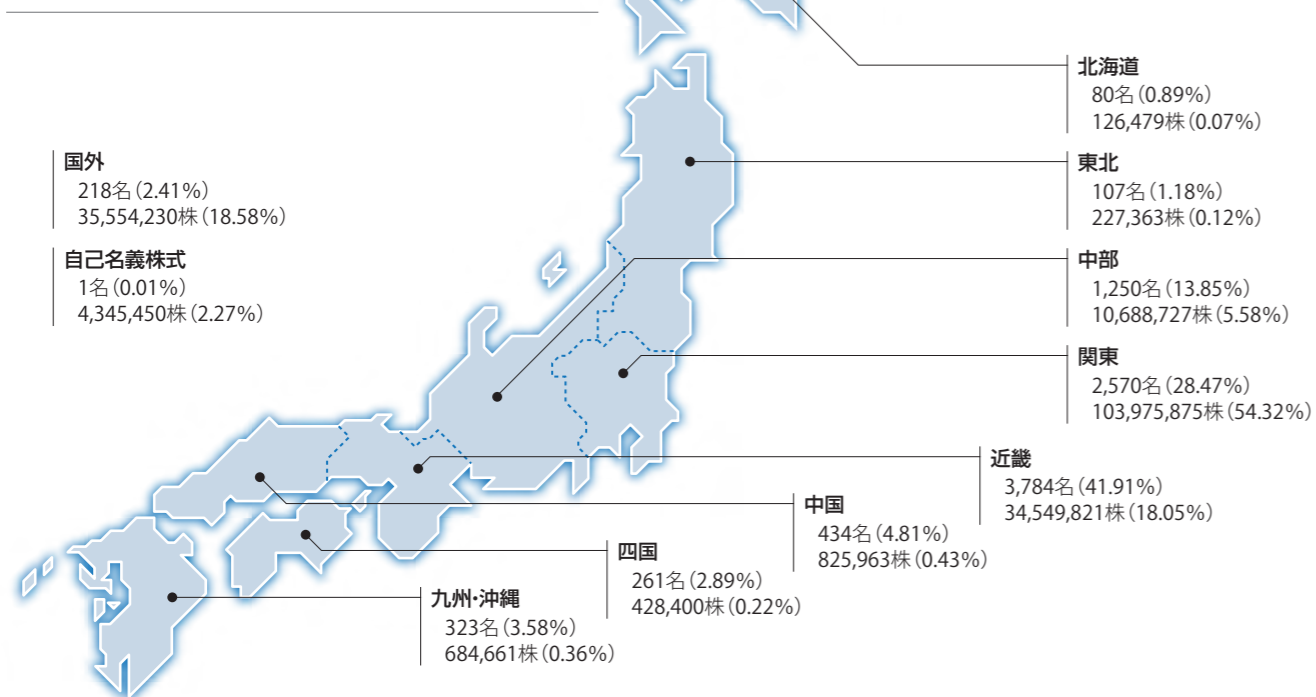 北海道
80名(0.89%)
126,479株(0.07%)
東北
107名(1.18%)
227,363株(0.12%)
中部
1,250名(13.85%)
10,688,727株(5.58%)
関東
2,570名(28.47%)
103,975,875株(54.32%)
近畿
3,784名(41.91%)
34,549,821株(18.05%)
中国
434名(4.81%)
825,963株(0.43%)
四国
261名(2.89%)
428,400株(0.22%)
九州・沖縄
323名(3.58%)
684,661株(0.36%)
国外
218名(2.41%)
35,554,230株(18.58%)
自己名義株式
1名(0.01%)
4,345,450株(2.27%)